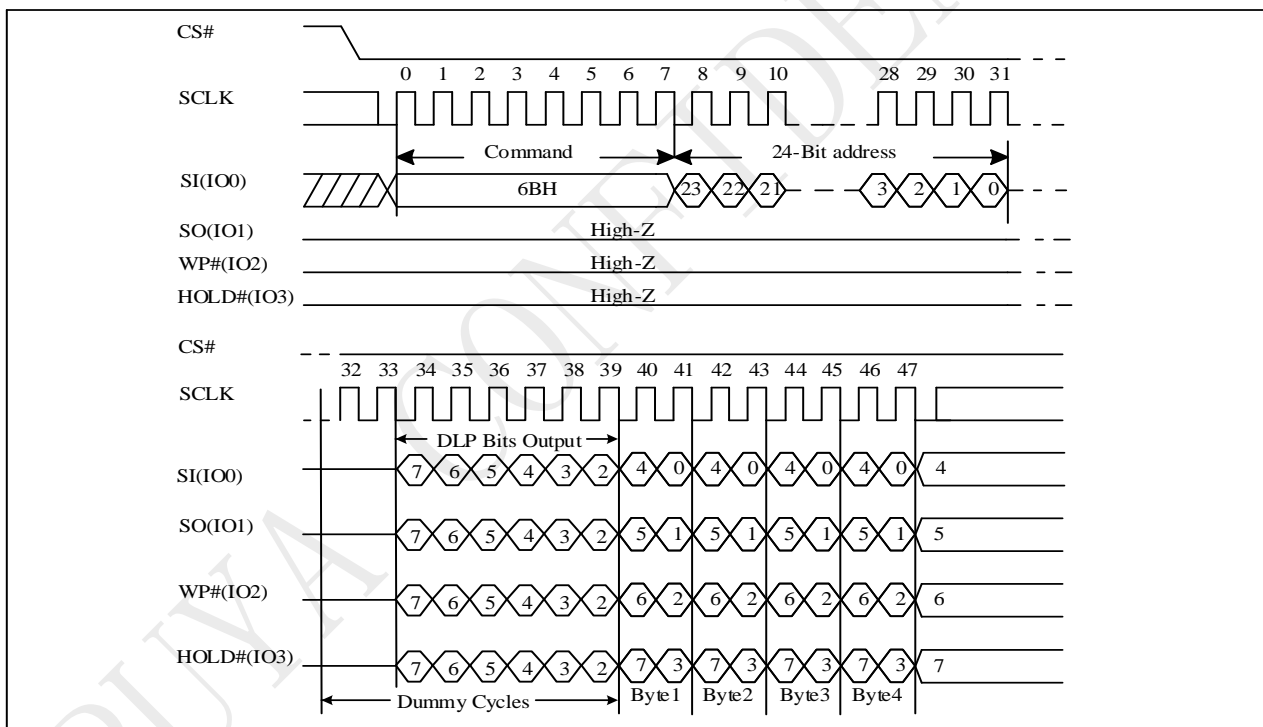 CS#
0 1 2 3 4 5 6 7 8 9 10 28 29 30 31
SCLK
Command 24-Bit address
SI(IO0) 6BH 23 22 21 3 2 1 0
SO(IO1) High-Z
WP#(IO2) High-Z
HOLD#(IO3) High-Z
CS#
32 33 34 35 36 37 38 39 40 41 42 43 44 45 46 47
SCLK
DLP Bits Output
SI(IO0) 7 6 5 4 3 2 4 0 4 0 4 0 4 0 4
SO(IO1) 7 6 5 4 3 2 5 1 5 1 5 1 5 1 5
WP#(IO2) 7 6 5 4 3 2 6 2 6 2 6 2 6 2 6
HOLD#(IO3) 7 6 5 4 3 2 7 3 7 3 7 3 7 3 7
Dummy Cycles Byte1 Byte2 Byte3 Byte4
PUYA CONFIDE